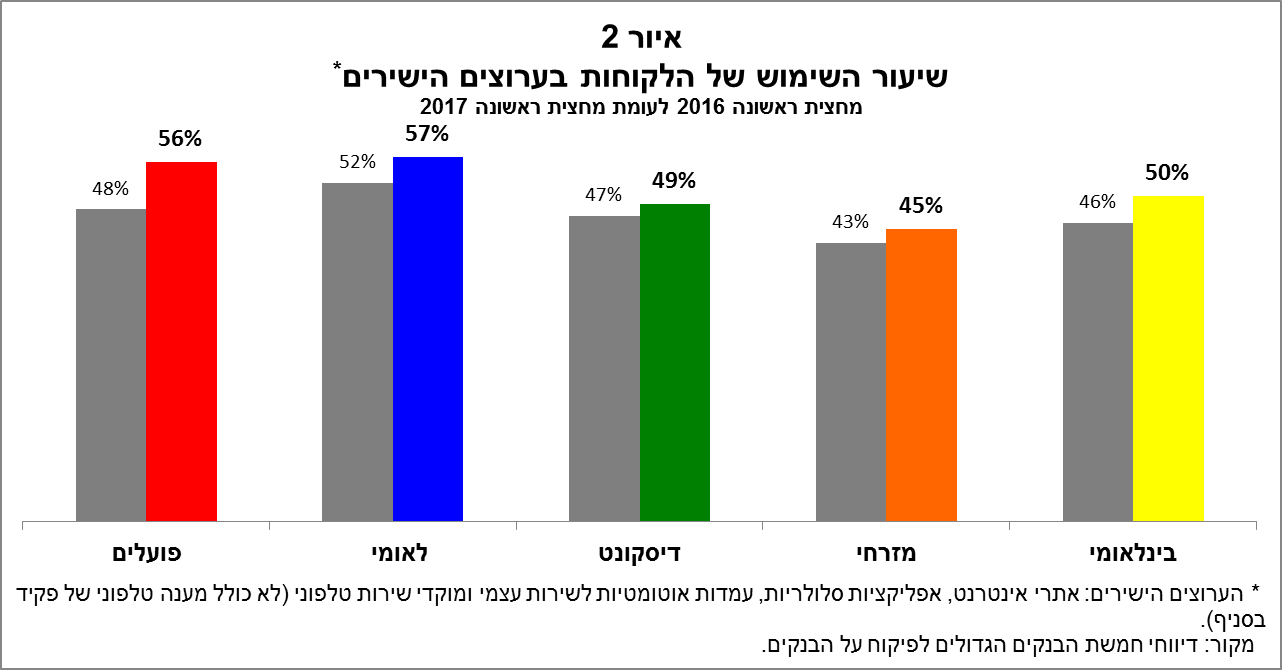 איור 2
שיעור השימוש של הלקוחות בערוצים הישירים*
מחצית ראשונה 2016 לעומת מחצית ראשונה 2017
48% 56% 52% 57% 47% 49% 43% 45% 46% 50%
פועלים לאומי דיסקונט מזרחי בינלאומי
* הערוצים הישירים: אתרי אינטרנט, אפליקציות סלולריות, עמדות אוטומטיות לשירות עצמי ומוקדי שירות טלפוני (לא כולל מענה טלפוני של פקיד
בסניף).
מקור: דיווחי חמשת הבנקים הגדולים לפיקוח על הבנקים.